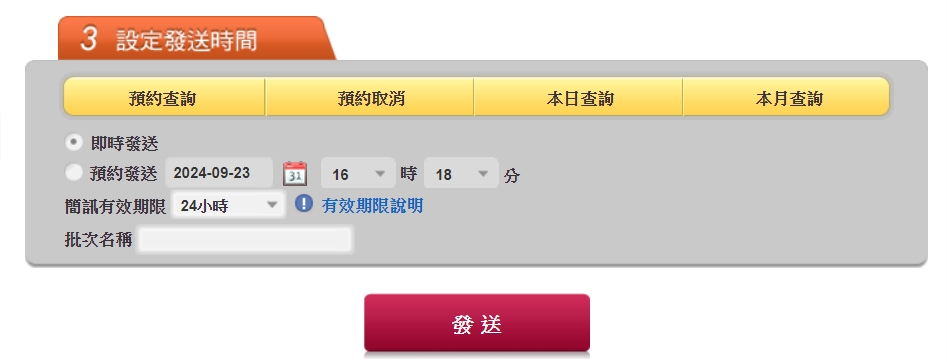 3 設定發送時間
預約查詢 預約取消 本日查詢 本月查詢
即時發送
預約發送 2024-09-23 31 16 時 18 分
簡訊有效期限 24小時 ! 有效期限說明
批次名稱
發送